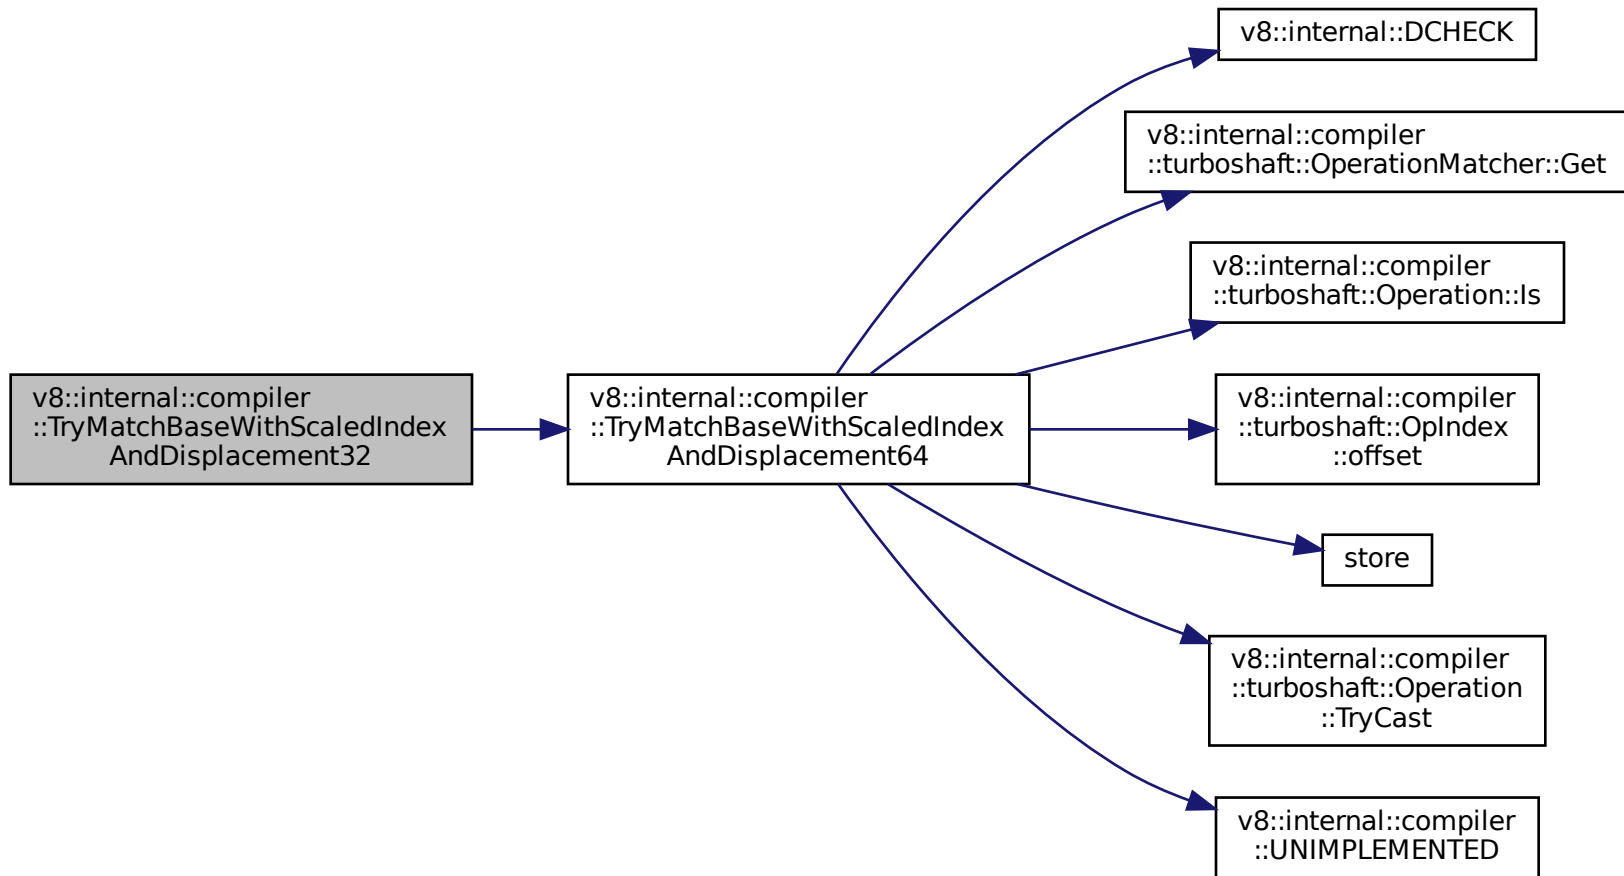 v8::internal::DCHECK
v8::internal::compiler
::turboshaft::OperationMatcher::Get
v8::internal::compiler
::turboshaft::Operation::Is
v8::internal::compiler
::TryMatchBaseWithScaledIndex
AndDisplacement32
v8::internal::compiler
::TryMatchBaseWithScaledIndex
AndDisplacement64
v8::internal::compiler
::turboshaft::OpIndex
::offset
store
v8::internal::compiler
::turboshaft::Operation
::TryCast
v8::internal::compiler
::UNIMPLEMENTED